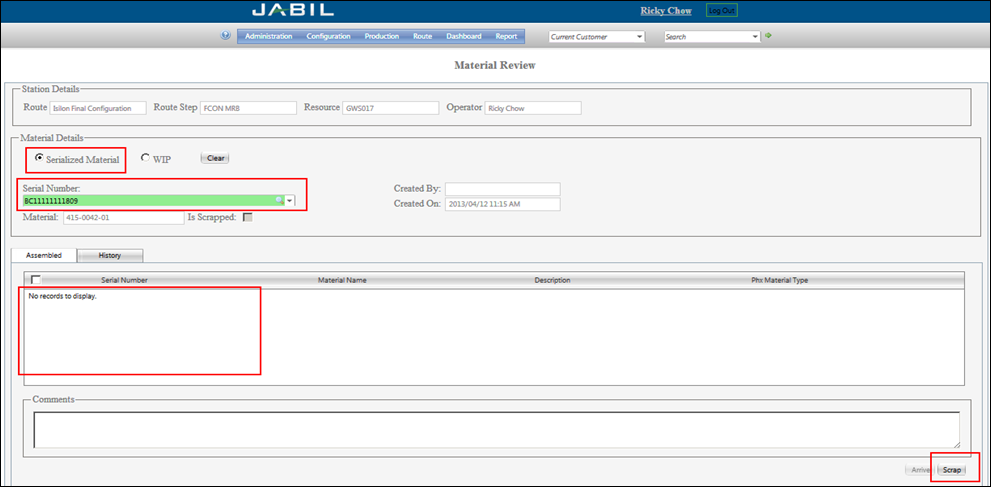 JABIL
Ricky Chow Log Out
Administration Configuration Production Route Dashboard Report Current Customer Search
Material Review
Station Details
Route Isilon Final Configuration Route Step FCON MRB Resource GWS017 Operator Ricky Chow
Material Details
Serialized Material WIP Clear
Serial Number:
BC11111111809
Created By:
Created On: 2013/04/12 11:15 AM
Material: 415-0042-01 Is Scrapped:
Assembled History
Serial Number Material Name Description Phx Material Type
No records to display.
Comments
Arrive Scrap